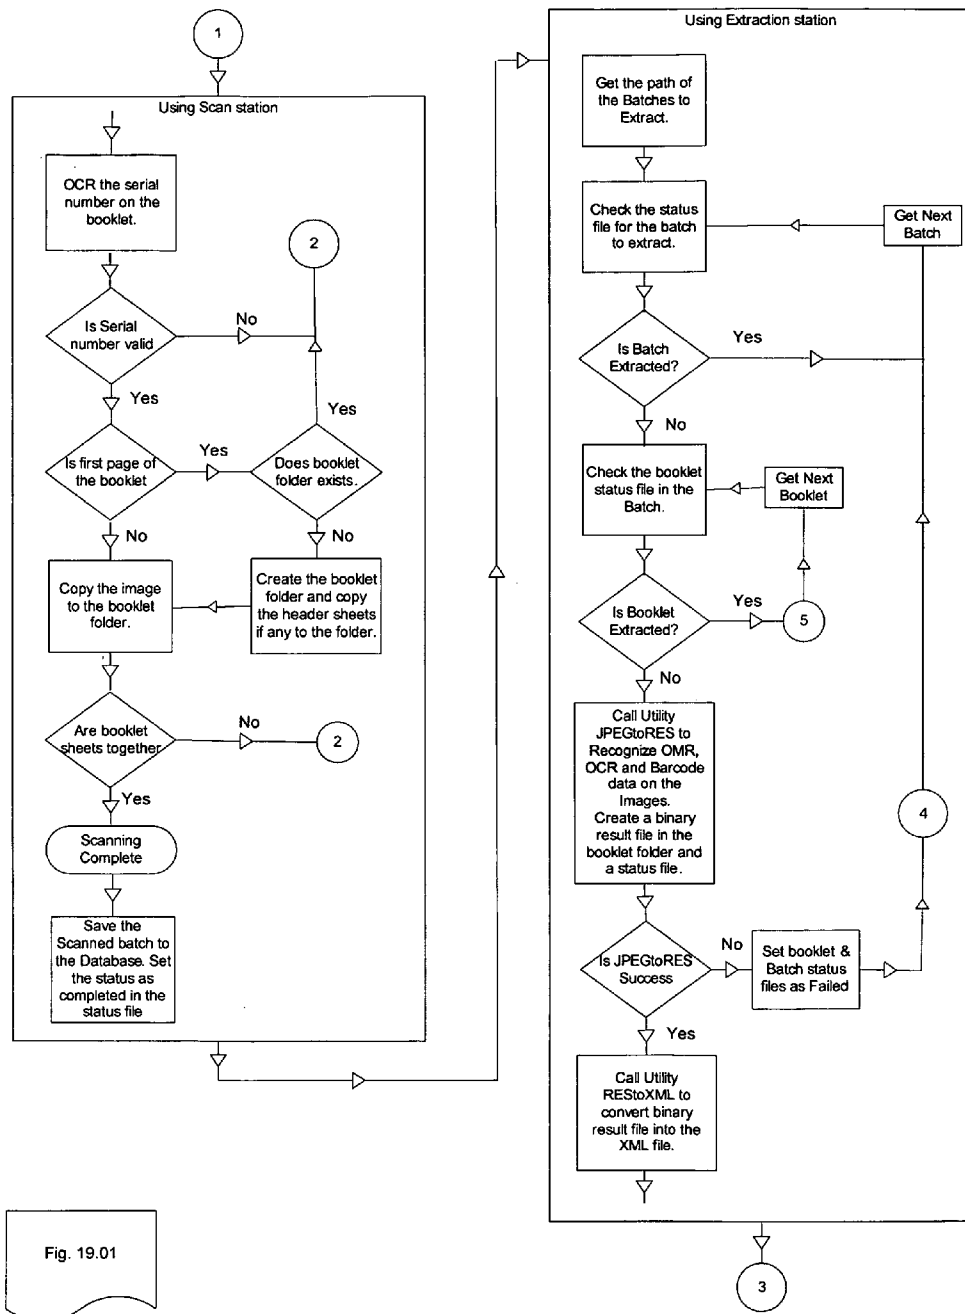 1
Using Scan station
OCR the serial
number on the
booklet.
2
Is Serial
number valid
No
Yes
Yes
Is first page of
the booklet
Yes
Does booklet
folder exists.
No
No
Copy the image
to the booklet
folder.
Create the booklet
folder and copy
the header sheets
if any to the folder.
Are booklet
sheets together
No
2
Yes
Scanning
Complete
Save the
Scanned batch to
the Database. Set
the status as
completed in the
status file
Using Extraction station
Get the path of
the Batches to
Extract.
Check the status
file for the batch
to extract.
Get Next
Batch
Is Batch
Extracted?
Yes
No
Check the booklet
status file in the
Batch.
Get Next
Booklet
Is Booklet
Extracted?
Yes
5
No
Call Utility
JPEGtoRES to
Recognize OMR,
OCR and Barcode
data on the
Images.
Create a binary
result file in the
booklet folder and
a status file.
4
Is JPEGtoRES
Success
No
Set booklet &
Batch status
files as Failed
Yes
Call Utility
REStoXML to
convert binary
result file into the
XML file.
3
Fig. 19.01